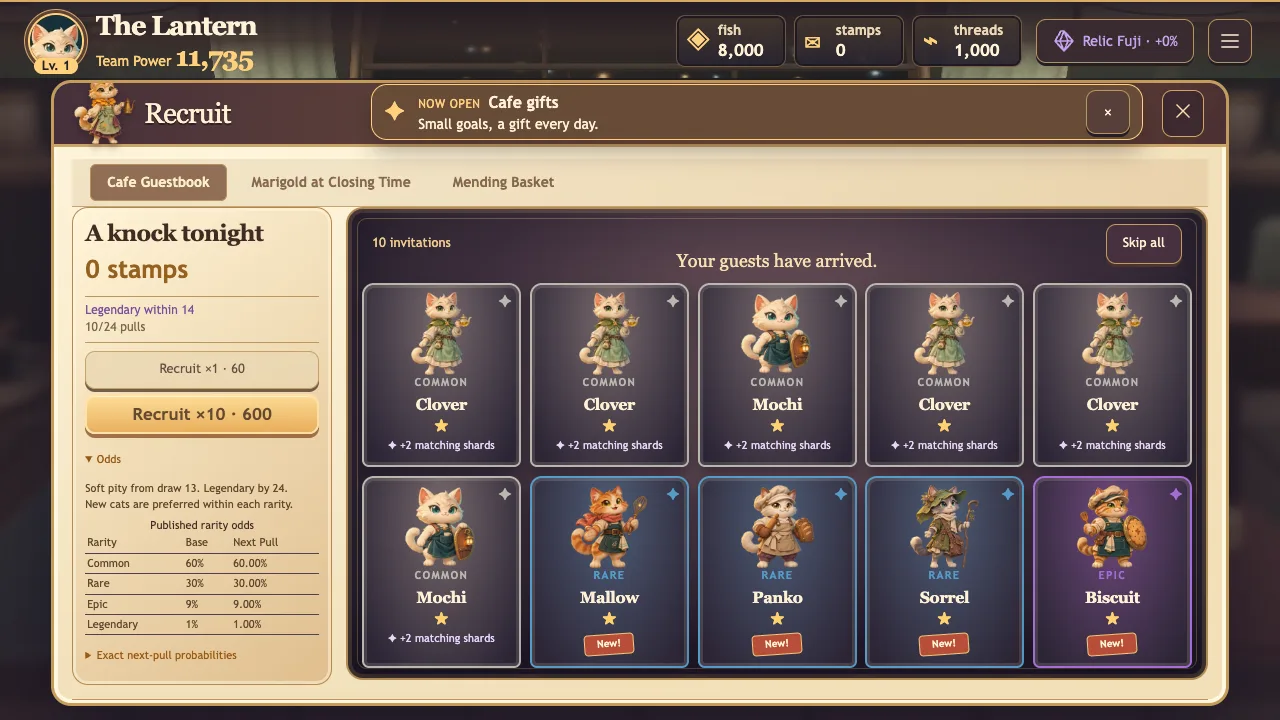 The Lantern
Team Power 11,735
Lv. 1
fish
8,000
stamps
0
threads
1,000
Relic Fuji · +0%
Recruit
NOW OPEN Cafe gifts
Small goals, a gift every day.
×
Cafe Guestbook
Marigold at Closing Time
Mending Basket
A knock tonight
0 stamps
Legendary within 14
10/24 pulls
Recruit ×1 · 60
Recruit ×10 · 600
▼ Odds
Soft pity from draw 13. Legendary by 24.
New cats are preferred within each rarity.
Published rarity odds
Rarity Base Next Pull
Common 60% 60.00%
Rare 30% 30.00%
Epic 9% 9.00%
Legendary 1% 1.00%
▶ Exact next-pull probabilities
10 invitations
Skip all
Your guests have arrived.
COMMON
Clover
+2 matching shards
COMMON
Clover
+2 matching shards
COMMON
Mochi
+2 matching shards
COMMON
Clover
+2 matching shards
COMMON
Clover
+2 matching shards
COMMON
Mochi
+2 matching shards
RARE
Mallow
New!
RARE
Panko
New!
RARE
Sorrel
New!
EPIC
Biscuit
New!